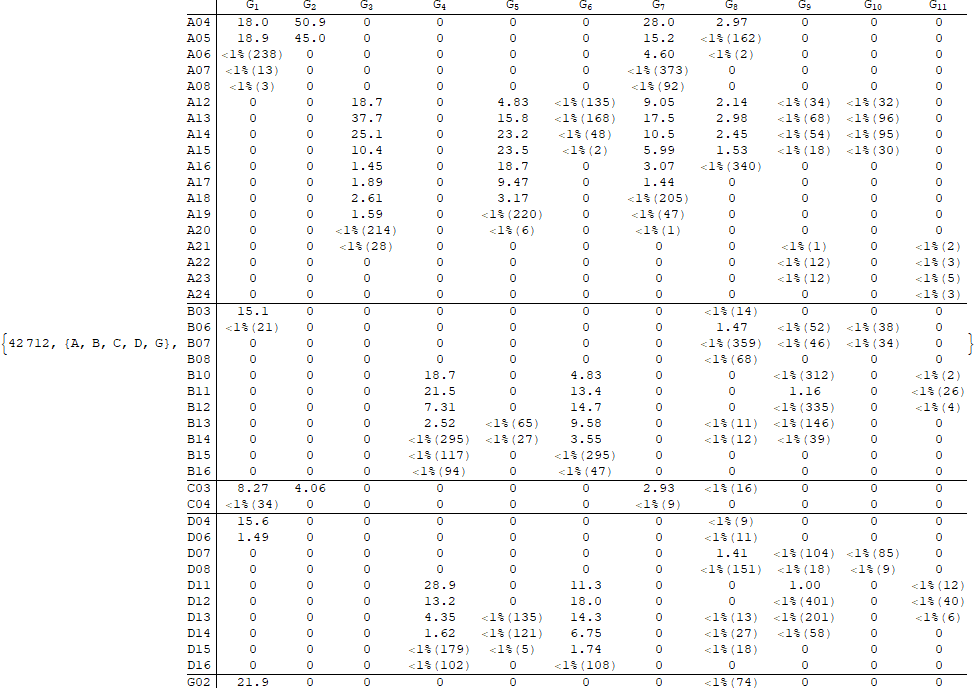 G₁ G₂ G₃ G₄ G₅ G₆ G₇ G₈ G₉ G₁₀ G₁₁
A04 18.0 50.9 0 0 0 0 28.0 2.97 0 0 0
A05 18.9 45.0 0 0 0 0 15.2 <1%(162) 0 0 0
A06 <1%(238) 0 0 0 0 0 4.60 <1%(2) 0 0 0
A07 <1%(13) 0 0 0 0 0 <1%(373) 0 0 0 0
A08 <1%(3) 0 0 0 0 0 <1%(92) 0 0 0 0
A12 0 0 18.7 0 4.83 <1%(135) 9.05 2.14 <1%(34) <1%(32) 0
A13 0 0 37.7 0 15.8 <1%(168) 17.5 2.98 <1%(68) <1%(96) 0
A14 0 0 25.1 0 23.2 <1%(48) 10.5 2.45 <1%(54) <1%(95) 0
A15 0 0 10.4 0 23.5 <1%(2) 5.99 1.53 <1%(18) <1%(30) 0
A16 0 0 1.45 0 18.7 0 3.07 <1%(340) 0 0 0
A17 0 0 1.89 0 9.47 0 1.44 0 0 0 0
A18 0 0 2.61 0 3.17 0 <1%(205) 0 0 0 0
A19 0 0 1.59 0 <1%(220) 0 <1%(47) 0 0 0 0
A20 0 0 <1%(214) 0 <1%(6) 0 <1%(1) 0 0 0 0
A21 0 0 <1%(28) 0 0 0 0 0 <1%(1) 0 <1%(2)
A22 0 0 0 0 0 0 0 0 <1%(12) 0 <1%(3)
A23 0 0 0 0 0 0 0 0 <1%(12) 0 <1%(5)
A24 0 0 0 0 0 0 0 0 0 0 <1%(3)
B03 15.1 0 0 0 0 0 0 <1%(14) 0 0 0
B06 <1%(21) 0 0 0 0 0 0 1.47 <1%(52) <1%(38) 0
{42712, {A, B, C, D, G}, B07 0 0 0 0 0 0 0 <1%(359) <1%(46) <1%(34) 0 }
B08 0 0 0 0 0 0 0 <1%(68) 0 0 0
B10 0 0 0 18.7 0 4.83 0 0 <1%(312) 0 <1%(2)
B11 0 0 0 21.5 0 13.4 0 0 1.16 0 <1%(26)
B12 0 0 0 7.31 0 14.7 0 0 <1%(335) 0 <1%(4)
B13 0 0 0 2.52 <1%(65) 9.58 0 <1%(11) <1%(146) 0 0
B14 0 0 0 <1%(295) <1%(27) 3.55 0 <1%(12) <1%(39) 0 0
B15 0 0 0 <1%(117) 0 <1%(295) 0 0 0 0 0
B16 0 0 0 <1%(94) 0 <1%(47) 0 0 0 0 0
C03 8.27 4.06 0 0 0 0 2.93 <1%(16) 0 0 0
C04 <1%(34) 0 0 0 0 0 <1%(9) 0 0 0 0
D04 15.6 0 0 0 0 0 0 <1%(9) 0 0 0
D06 1.49 0 0 0 0 0 0 <1%(11) 0 0 0
D07 0 0 0 0 0 0 0 1.41 <1%(104) <1%(85) 0
D08 0 0 0 0 0 0 0 <1%(151) <1%(18) <1%(9) 0
D11 0 0 0 28.9 0 11.3 0 0 1.00 0 <1%(12)
D12 0 0 0 13.2 0 18.0 0 0 <1%(401) 0 <1%(40)
D13 0 0 0 4.35 <1%(135) 14.3 0 <1%(13) <1%(201) 0 <1%(6)
D14 0 0 0 1.62 <1%(121) 6.75 0 <1%(27) <1%(58) 0 0
D15 0 0 0 <1%(179) <1%(5) 1.74 0 <1%(18) 0 0 0
D16 0 0 0 <1%(102) 0 <1%(108) 0 0 0 0 0
G02 21.9 0 0 0 0 0 0 <1%(74) 0 0 0